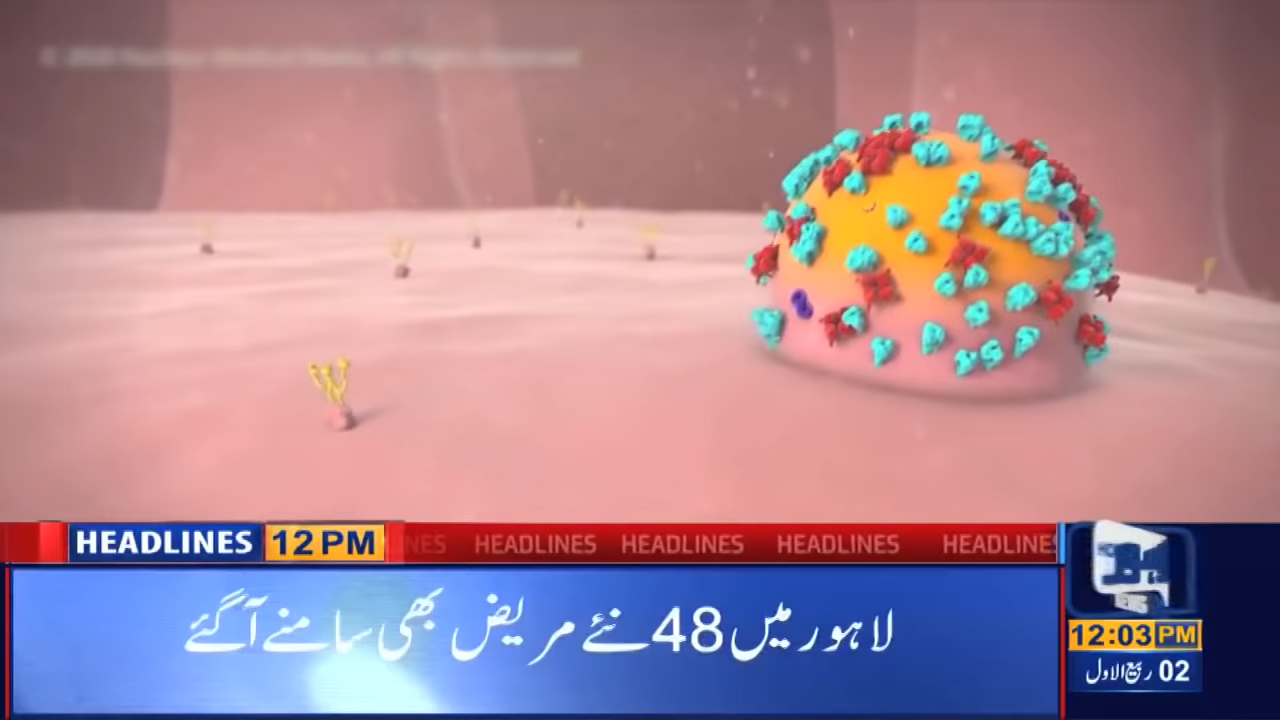 HEADLINES 12 PM HEADLINES HEADLINES HEADLINES HEADLINES
لاہور میں 48 نئے مریض بھی سامنے آگئے
12:03 PM
02 ربیع الاول